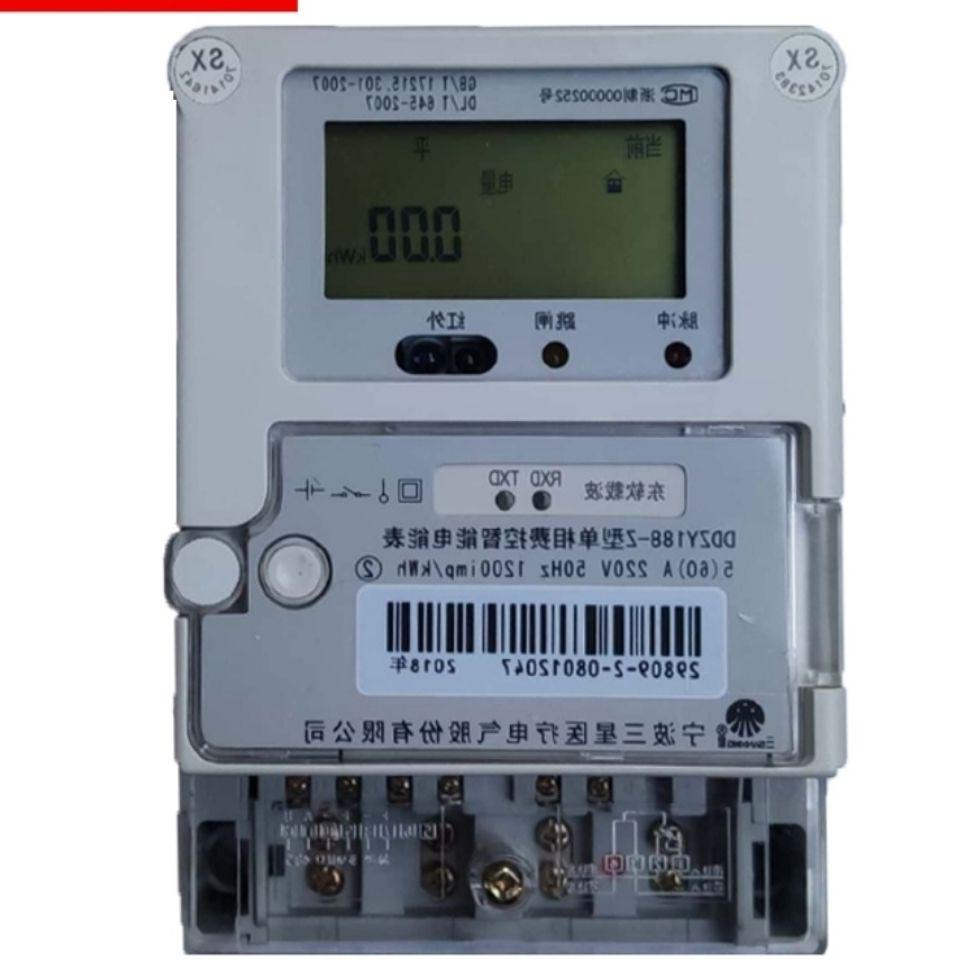 MC 浙制00000252号
GB/T 17215.301-2007
DL/T 645-2007
SX
70142383
SX
当前
平
电量
00.0
kWh
脉冲
跳闸
红外
东软载波
RXD TXD
DDZY188-Z型单相费控智能电能表
5(60)A 220V 50Hz 1200imp/kWh ②
29809-2-08012047 2018年
宁波三星医疗电气股份有限公司